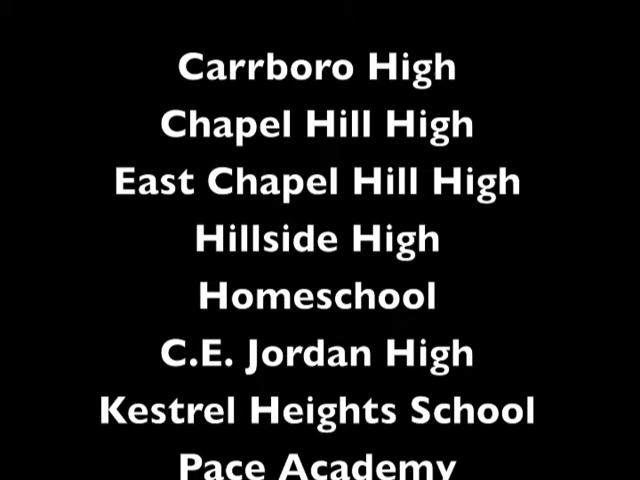 Carrboro High
Chapel Hill High
East Chapel Hill High
Hillside High
Homeschool
C.E. Jordan High
Kestrel Heights School
Pace Academy